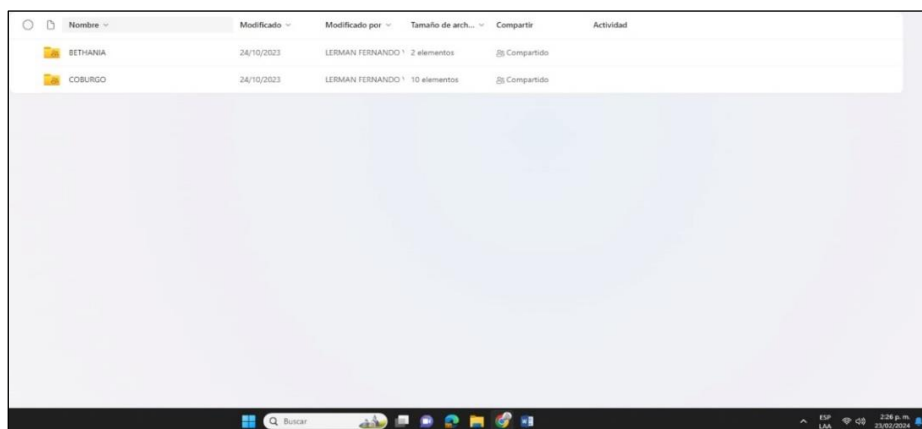 Nombre Modificado Modificado por Tamaño de arch... Compartir Actividad
BETHANIA 24/10/2023 LERMAN FERNANDO 2 elementos Compartido
COBURGO 24/10/2023 LERMAN FERNANDO 10 elementos Compartido
Buscar
ESP
LAA
2:26 p. m.
23/02/2024